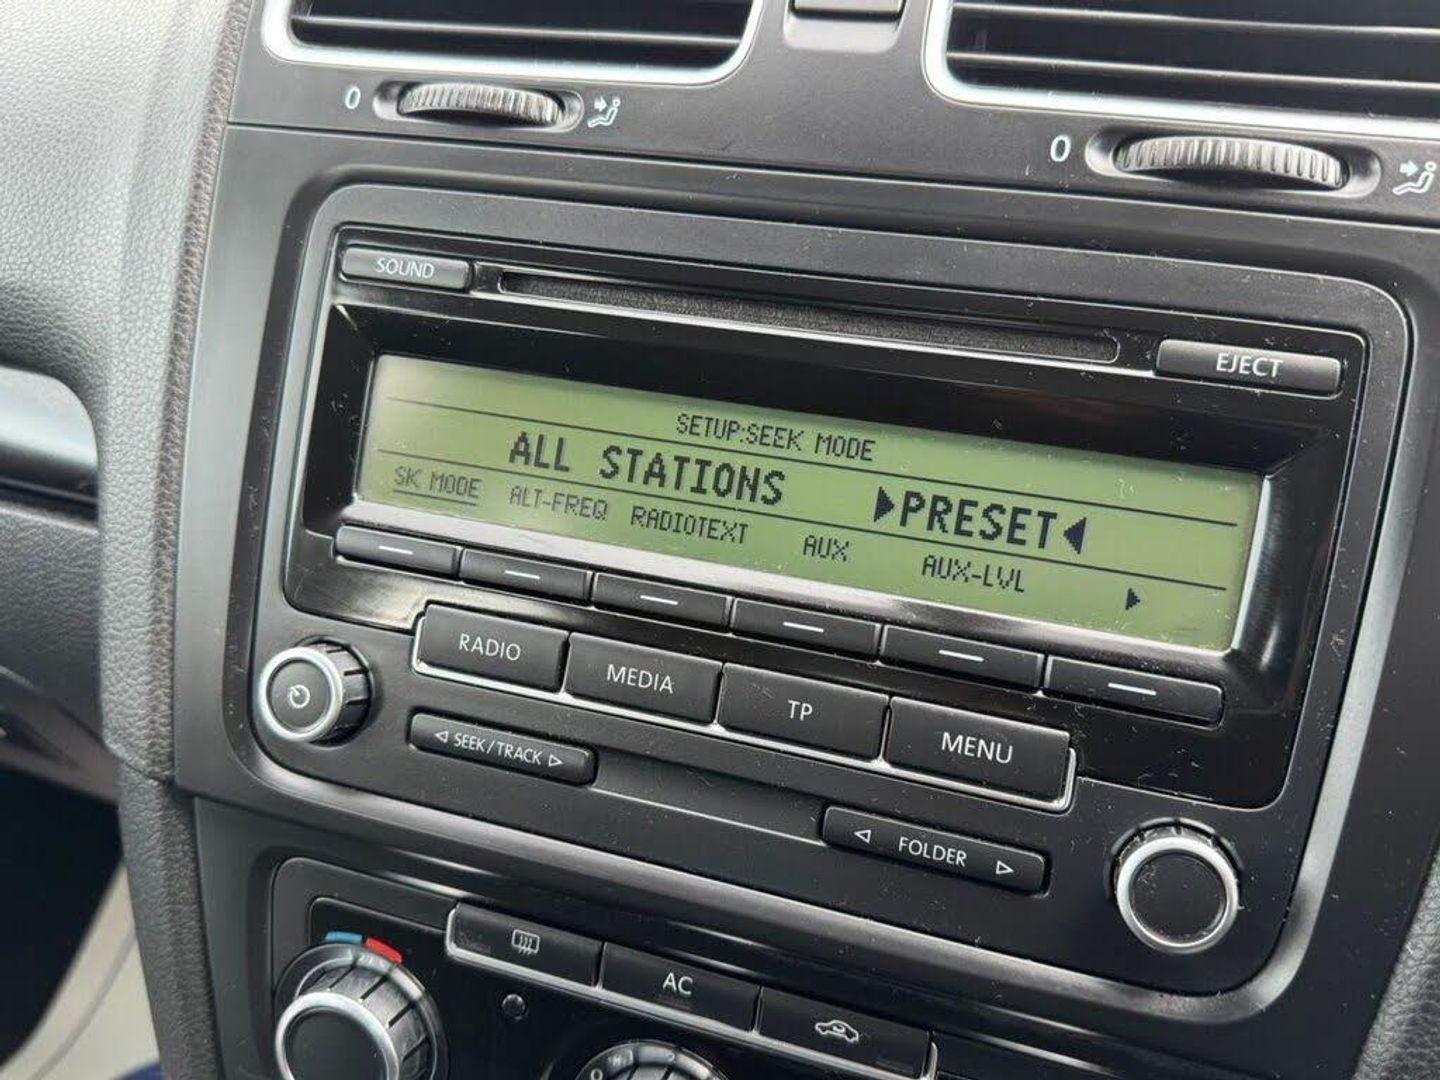 0
0
SOUND
EJECT
SETUP:SEEK MODE
ALL STATIONS ▶PRESET◀
SK MODE ALT-FREQ RADIOTEXT AUX AUX-LVL ▶
RADIO MEDIA TP MENU
◁ SEEK/TRACK ▷
◁ FOLDER ▷
AC
0